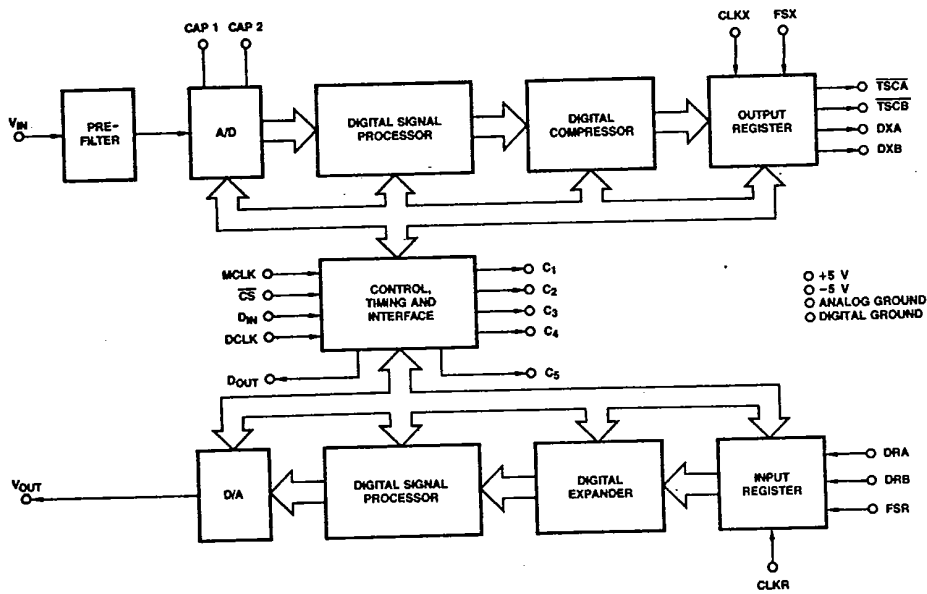 CAP 1 CAP 2
CLKX FSX
VIN
PRE-
FILTER
A/D
DIGITAL SIGNAL
PROCESSOR
DIGITAL
COMPRESSOR
OUTPUT
REGISTER
TSCA
TSCB
DXA
DXB
MCLK
CS
DIN
DCLK
CONTROL,
TIMING AND
INTERFACE
C1
C2
C3
C4
+5 V
-5 V
ANALOG GROUND
DIGITAL GROUND
DOUT
C5
VOUT
D/A
DIGITAL SIGNAL
PROCESSOR
DIGITAL
EXPANDER
INPUT
REGISTER
DRA
DRB
FSR
CLKR